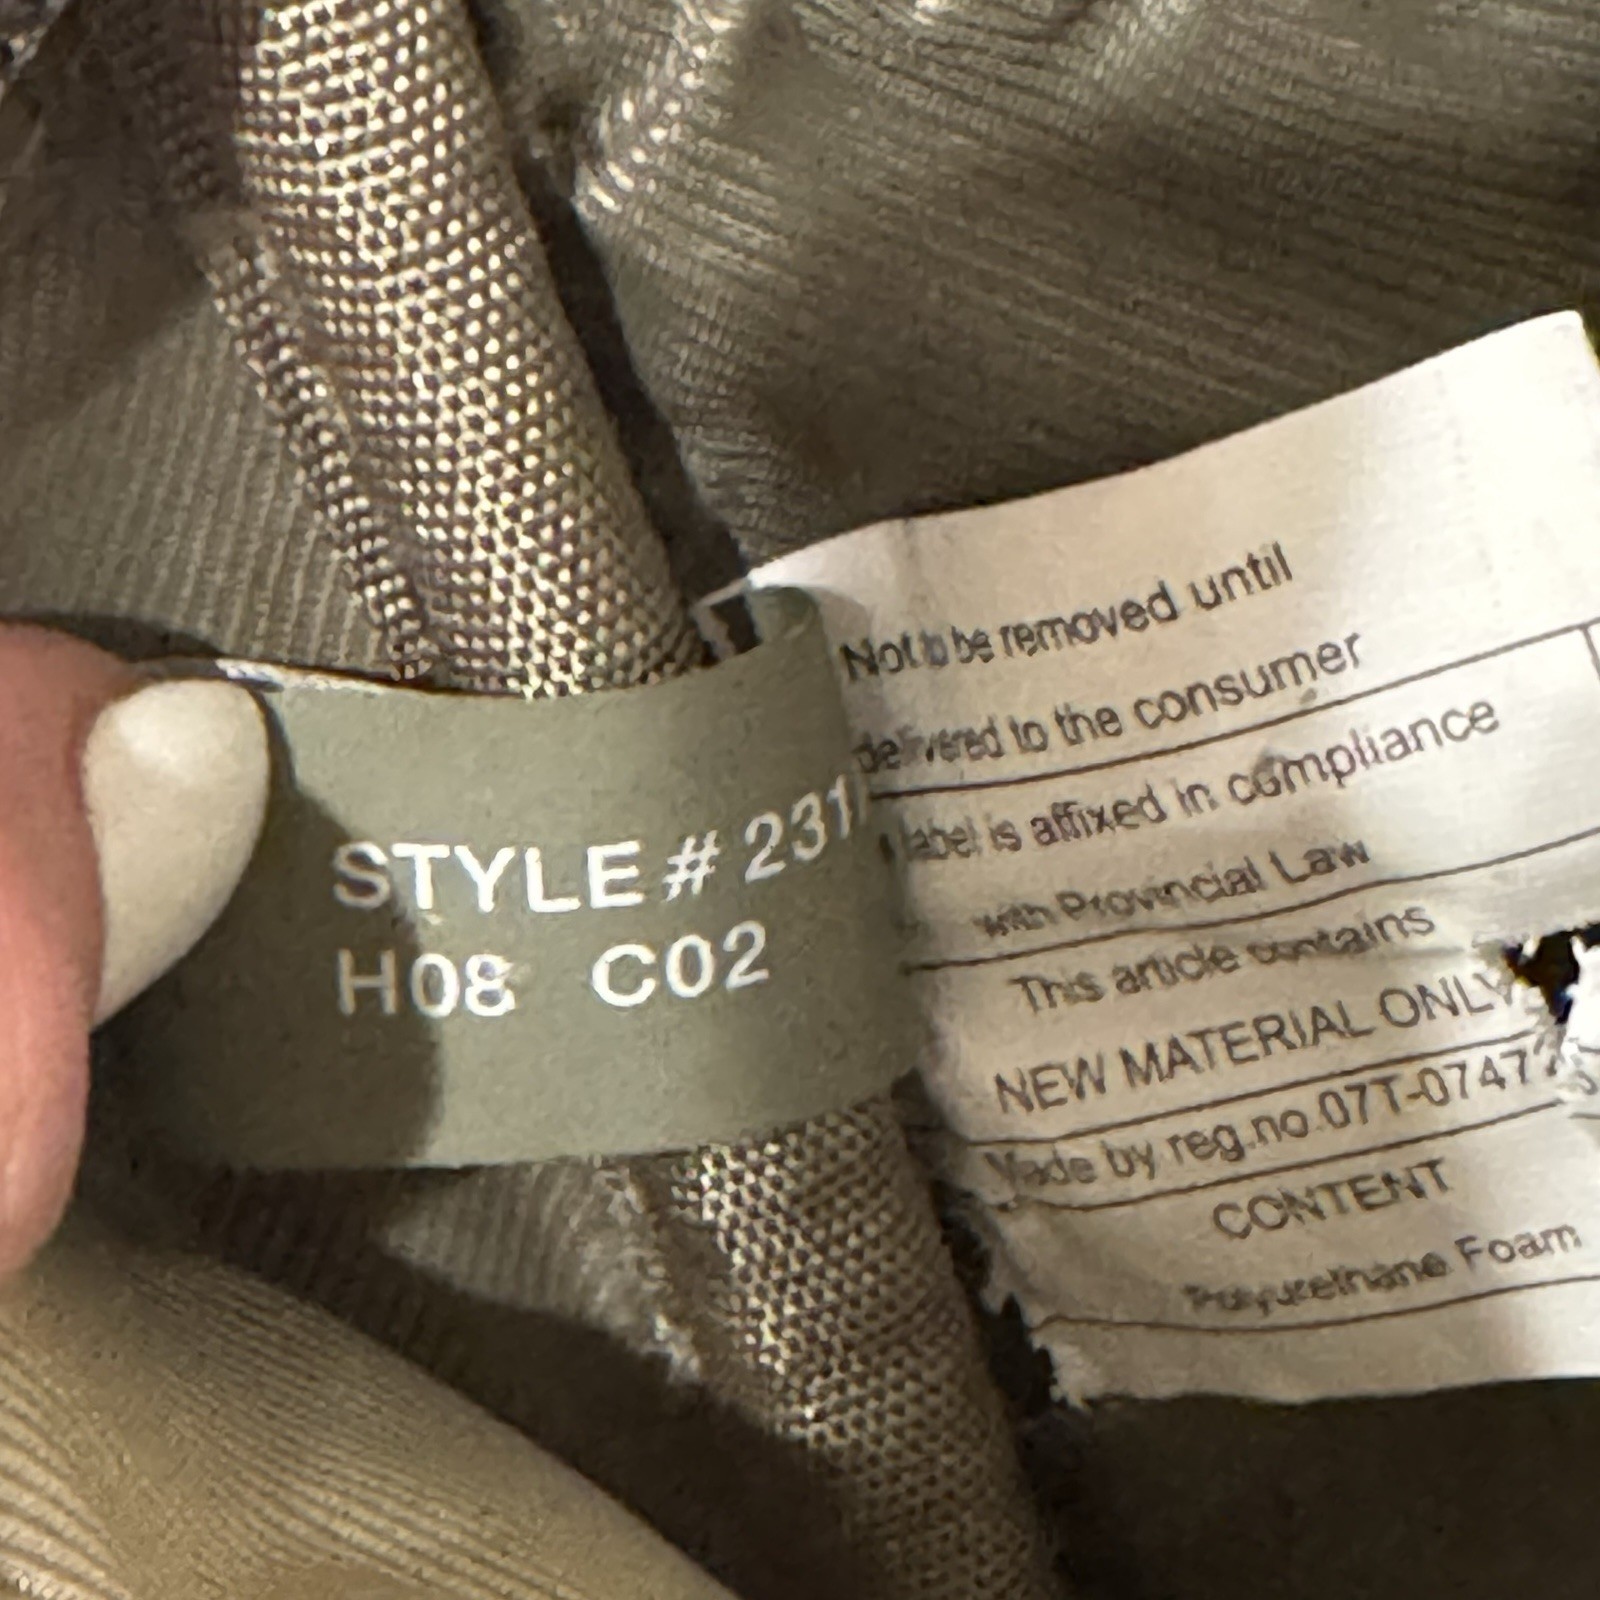 STYLE # 231
H08 C02
Not to be removed until
delivered to the consumer
label is affixed in compliance
with Provincial Law
This article contains
NEW MATERIAL ONLY
Made by reg.no.07T-0747
CONTENT
Polyurethane Foam